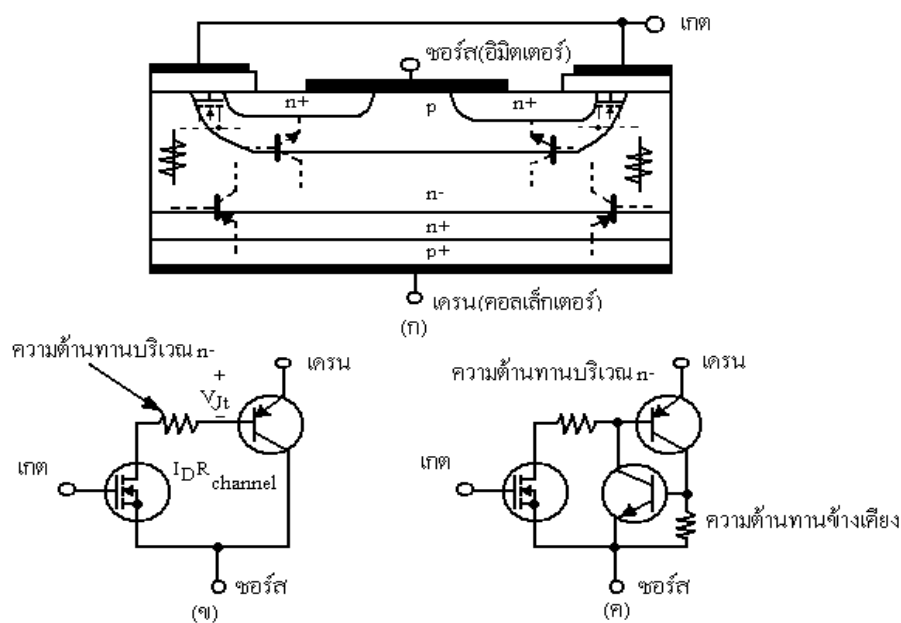 เกต
ซอร์ส(อิมิตเตอร์)
n+ p n+
n-
n+
p+
เดรน(คอลเล็กเตอร์)
(ก)
ความต้านทานบริเวณ n-
เดรน
+
VJt
-
เกต
IDR channel
ซอร์ส
(ข)
ความต้านทานบริเวณ n-
เดรน
เกต
ความต้านทานข้างเคียง
ซอร์ส
(ค)